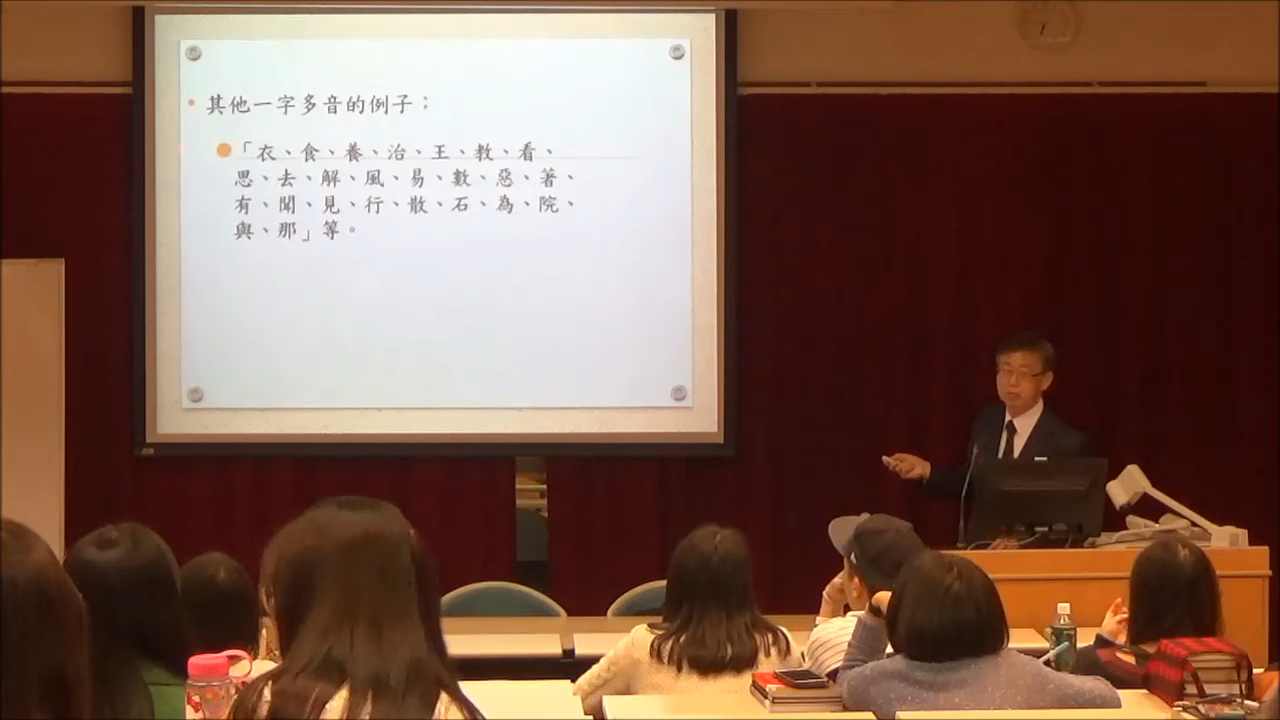 其他一字多音的例子：
「衣、食、養、治、王、教、看、
思、去、解、風、易、數、惡、著、
有、聞、見、行、散、石、為、院、
與、那」等。